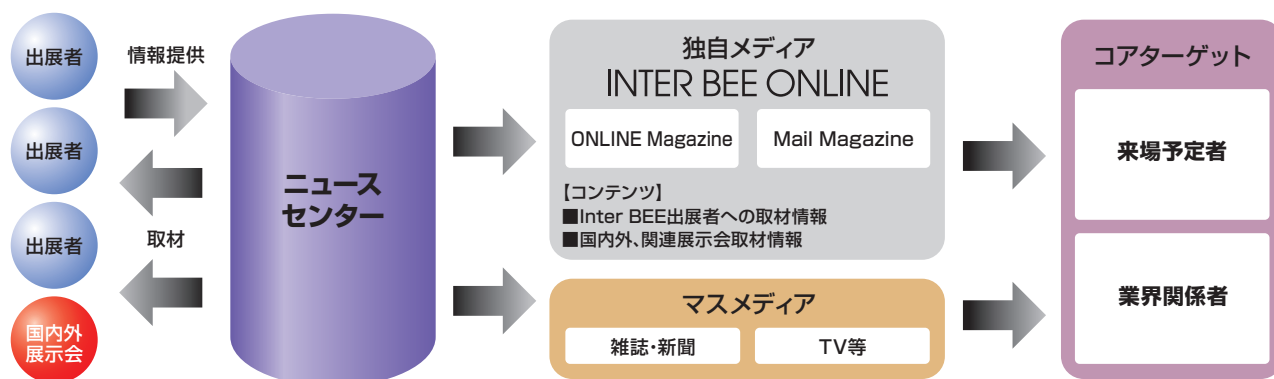 出展者
出展者
出展者
国内外
展示会
情報提供
取材
ニュース
センター
独自メディア
INTER BEE ONLINE
ONLINE Magazine
Mail Magazine
【コンテンツ】
■Inter BEE出展者への取材情報
■国内外、関連展示会取材情報
マスメディア
雑誌・新聞
TV等
コアターゲット
来場予定者
業界関係者